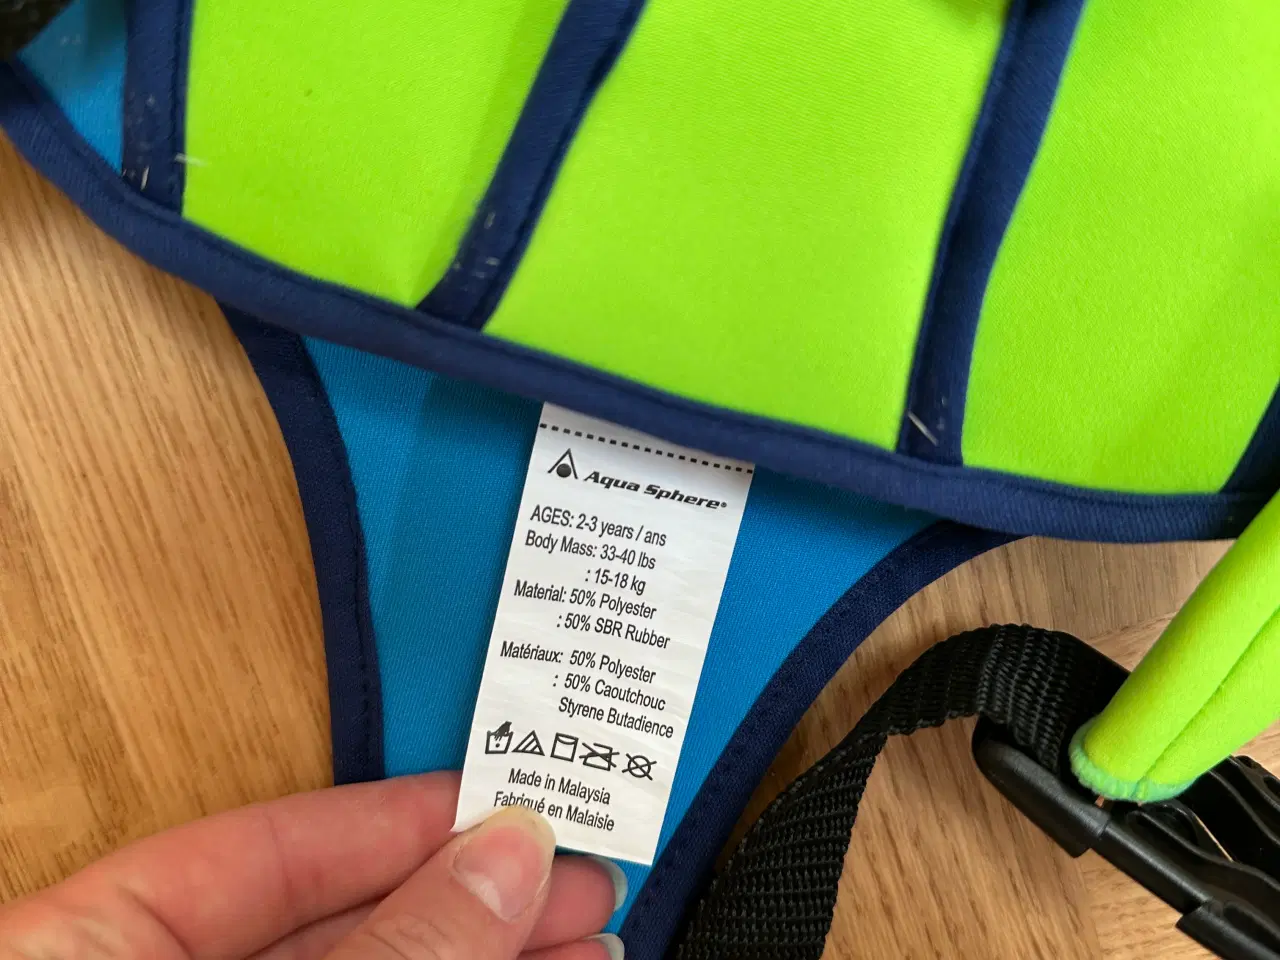 Aqua Sphere®
AGES: 2-3 years / ans
Body Mass: 33-40 lbs
: 15-18 kg
Material: 50% Polyester
: 50% SBR Rubber
Matériaux: 50% Polyester
: 50% Caoutchouc
Styrene Butadience
Made in Malaysia
Fabriqué en Malaisie